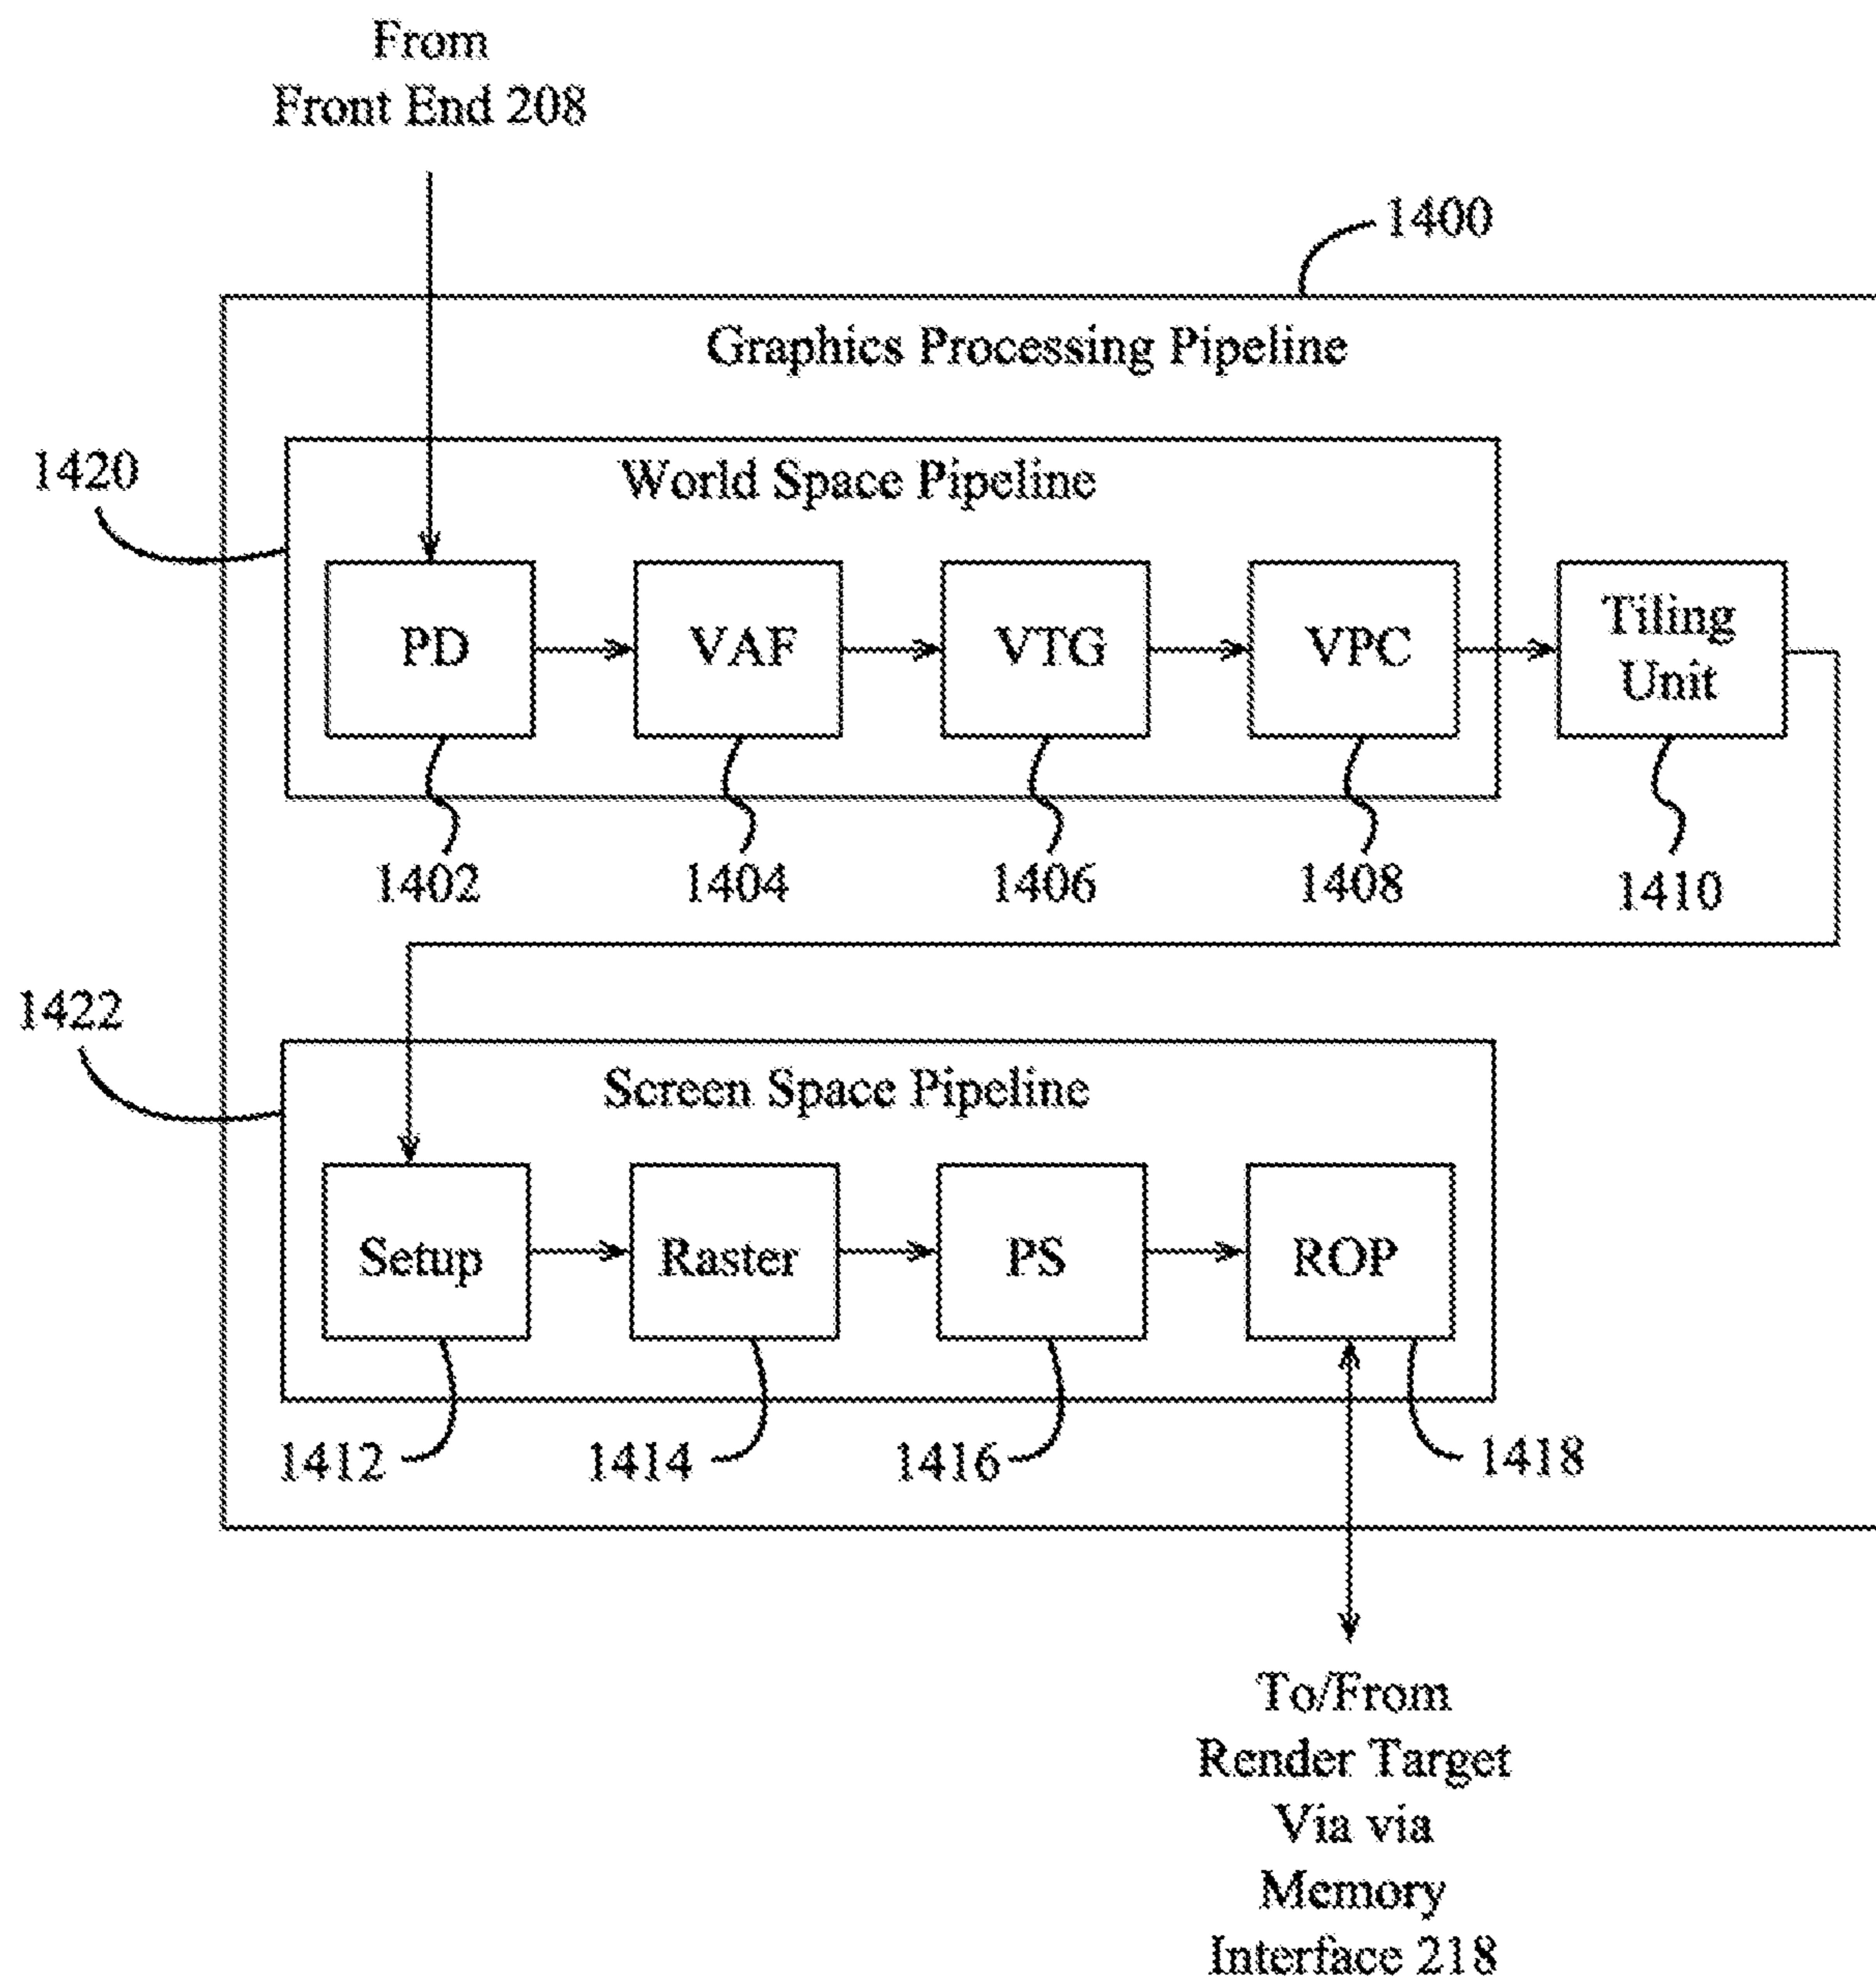 From
Front End 208
1400
Graphics Processing Pipeline
1420
World Space Pipeline
PD
VAF
VTG
VPC
Tiling
Unit
1402
1404
1406
1408
1410
1422
Screen Space Pipeline
Setup
Raster
PS
ROP
1412
1414
1416
1418
To/From
Render Target
Via via
Memory
Interface 218